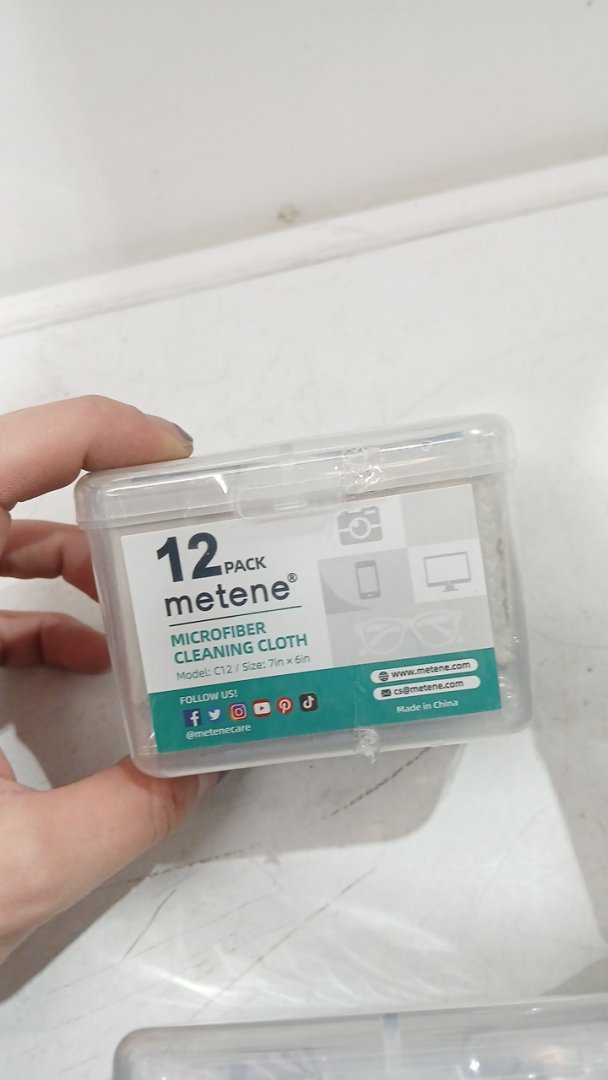 12 PACK
metene®
MICROFIBER
CLEANING CLOTH
Model: C12 / Size: 7in × 6in
FOLLOW US!
@metenecare
www.metene.com
cs@metene.com
Made in China